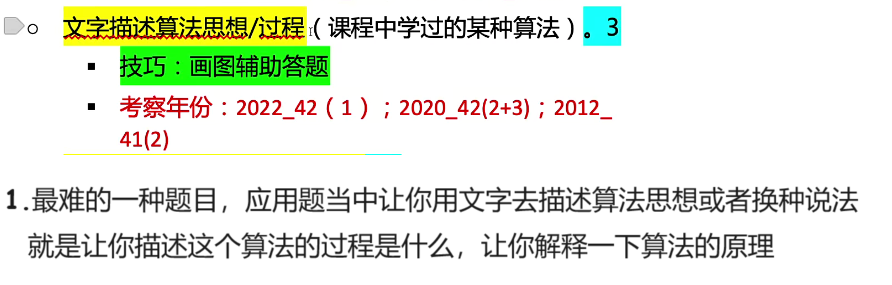 文字描述算法思想/过程（课程中学过的某种算法）。3
技巧：画图辅助答题
考察年份：2022_42（1）；2020_42(2+3)；2012_
41(2)
1.最难的一种题目，应用题当中让你用文字去描述算法思想或者换种说法
就是让你描述这个算法的过程是什么，让你解释一下算法的原理